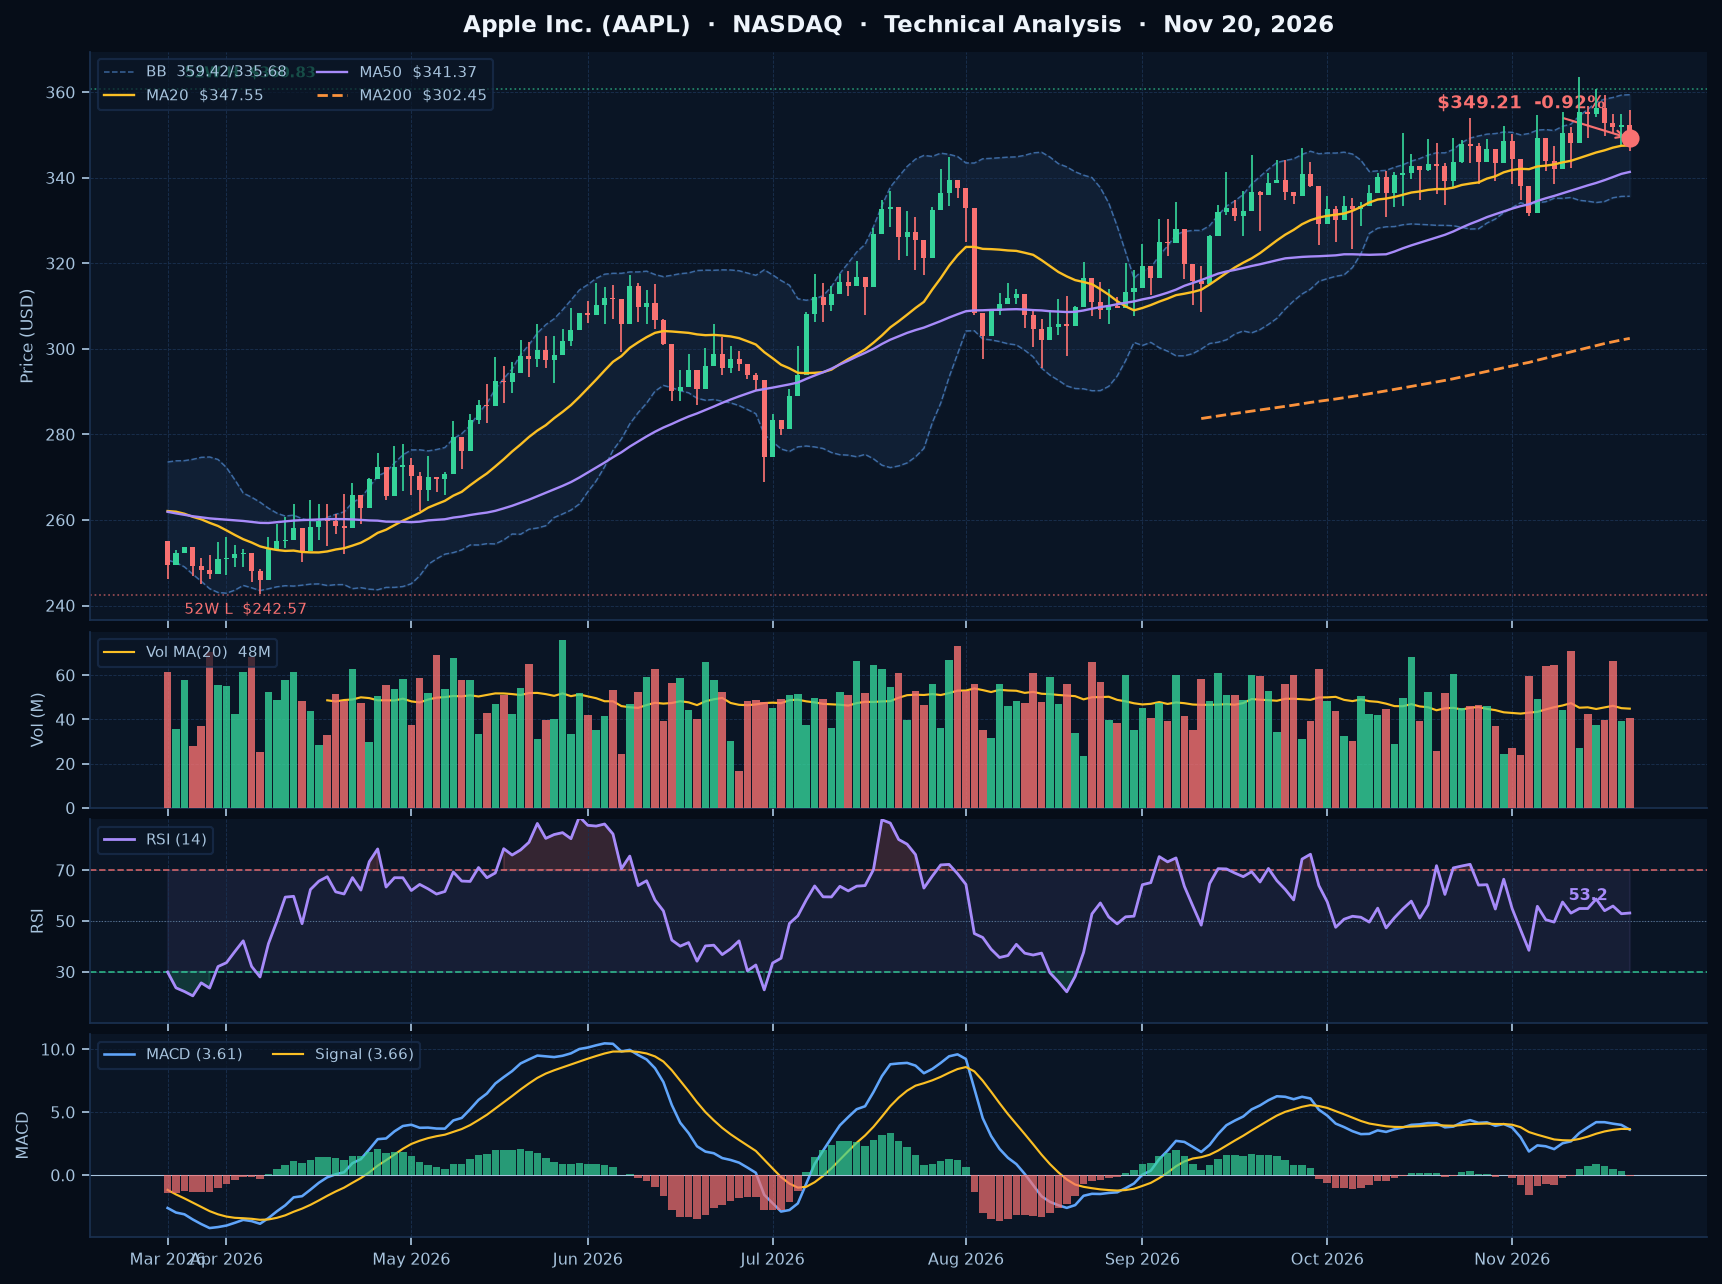 Apple Inc. (AAPL)  ·  NASDAQ  ·  Technical Analysis  ·  Nov 20, 2026
BB  359.42/335.68
MA50  $341.37
MA20  $347.55
MA200  $302.45
$349.21  -0.92%
52W L  $242.57
Price (USD)
360
340
320
300
280
260
240
Vol MA(20)  48M
Vol (M)
60
40
20
0
RSI (14)
RSI
70
50
30
53.2
MACD (3.61)
Signal (3.66)
MACD
10.0
5.0
0.0
Mar 2026
Apr 2026
May 2026
Jun 2026
Jul 2026
Aug 2026
Sep 2026
Oct 2026
Nov 2026